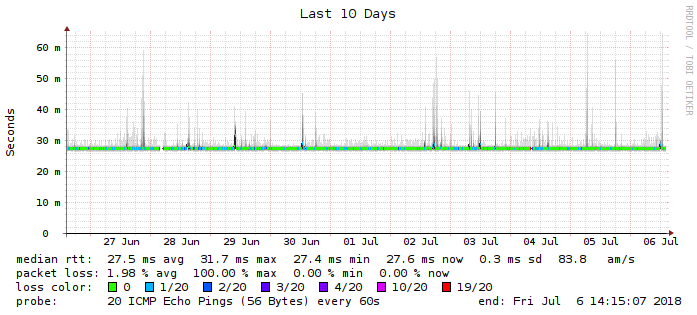 Last 10 Days
RRDTOOL / TOBI OETIKER
Seconds
60 m
50 m
40 m
30 m
20 m
10 m
0
27 Jun 28 Jun 29 Jun 30 Jun 01 Jul 02 Jul 03 Jul 04 Jul 05 Jul 06 Jul
median rtt: 27.5 ms avg 31.7 ms max 27.4 ms min 27.6 ms now 0.3 ms sd 83.8 am/s
packet loss: 1.98 % avg 100.00 % max 0.00 % min 0.00 % now
loss color: 0 1/20 2/20 3/20 4/20 10/20 19/20
probe: 20 ICMP Echo Pings (56 Bytes) every 60s end: Fri Jul 6 14:15:07 2018